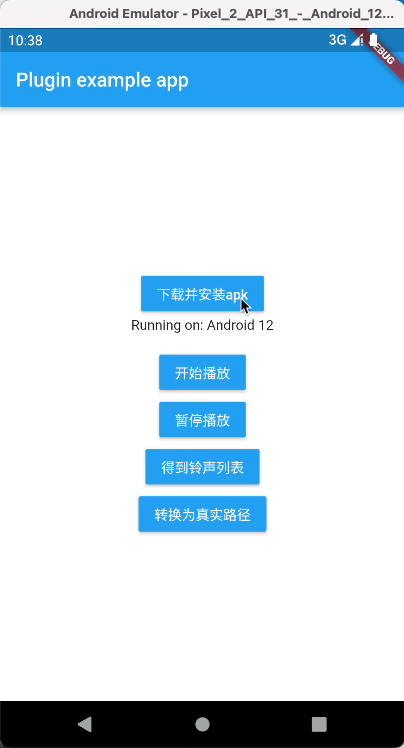 Android Emulator - Pixel_2_API_31_-_Android_12...
10:38
3G
DEBUG
Plugin example app
下载并安装apk
Running on: Android 12
开始播放
暂停播放
得到铃声列表
转换为真实路径